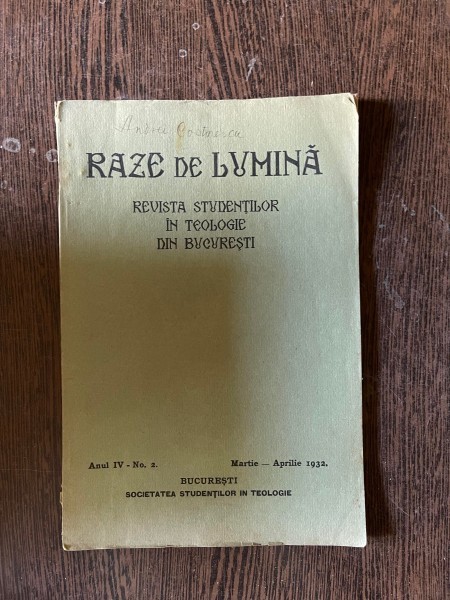 Andrei
RAZE DE LUMINĂ
REVISTA STUDENȚILOR
ÎN TEOLOGIE
DIN BUCUREȘTI
Anul IV - No. 2. Martie — Aprilie 1932.
BUCUREȘTI
SOCIETATEA STUDENȚILOR IN TEOLOGIE